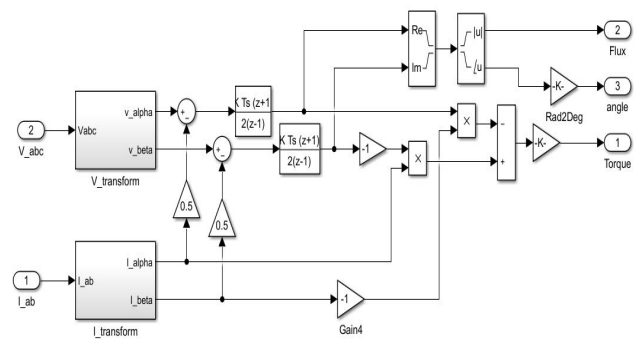 Re
Im
|u|
∠u
2
Flux
-K-
3
angle
Rad2Deg
K Ts (z+1
2(z-1)
v_alpha
+
-
Vabc
2
V_abc
v_beta
+
-
K Ts (z+1)
2(z-1)
-1
X
X
-
+
-K-
1
Torque
V_transform
0.5
0.5
I_alpha
1
I_ab
I_ab
I_beta
-1
Gain4
I_transform